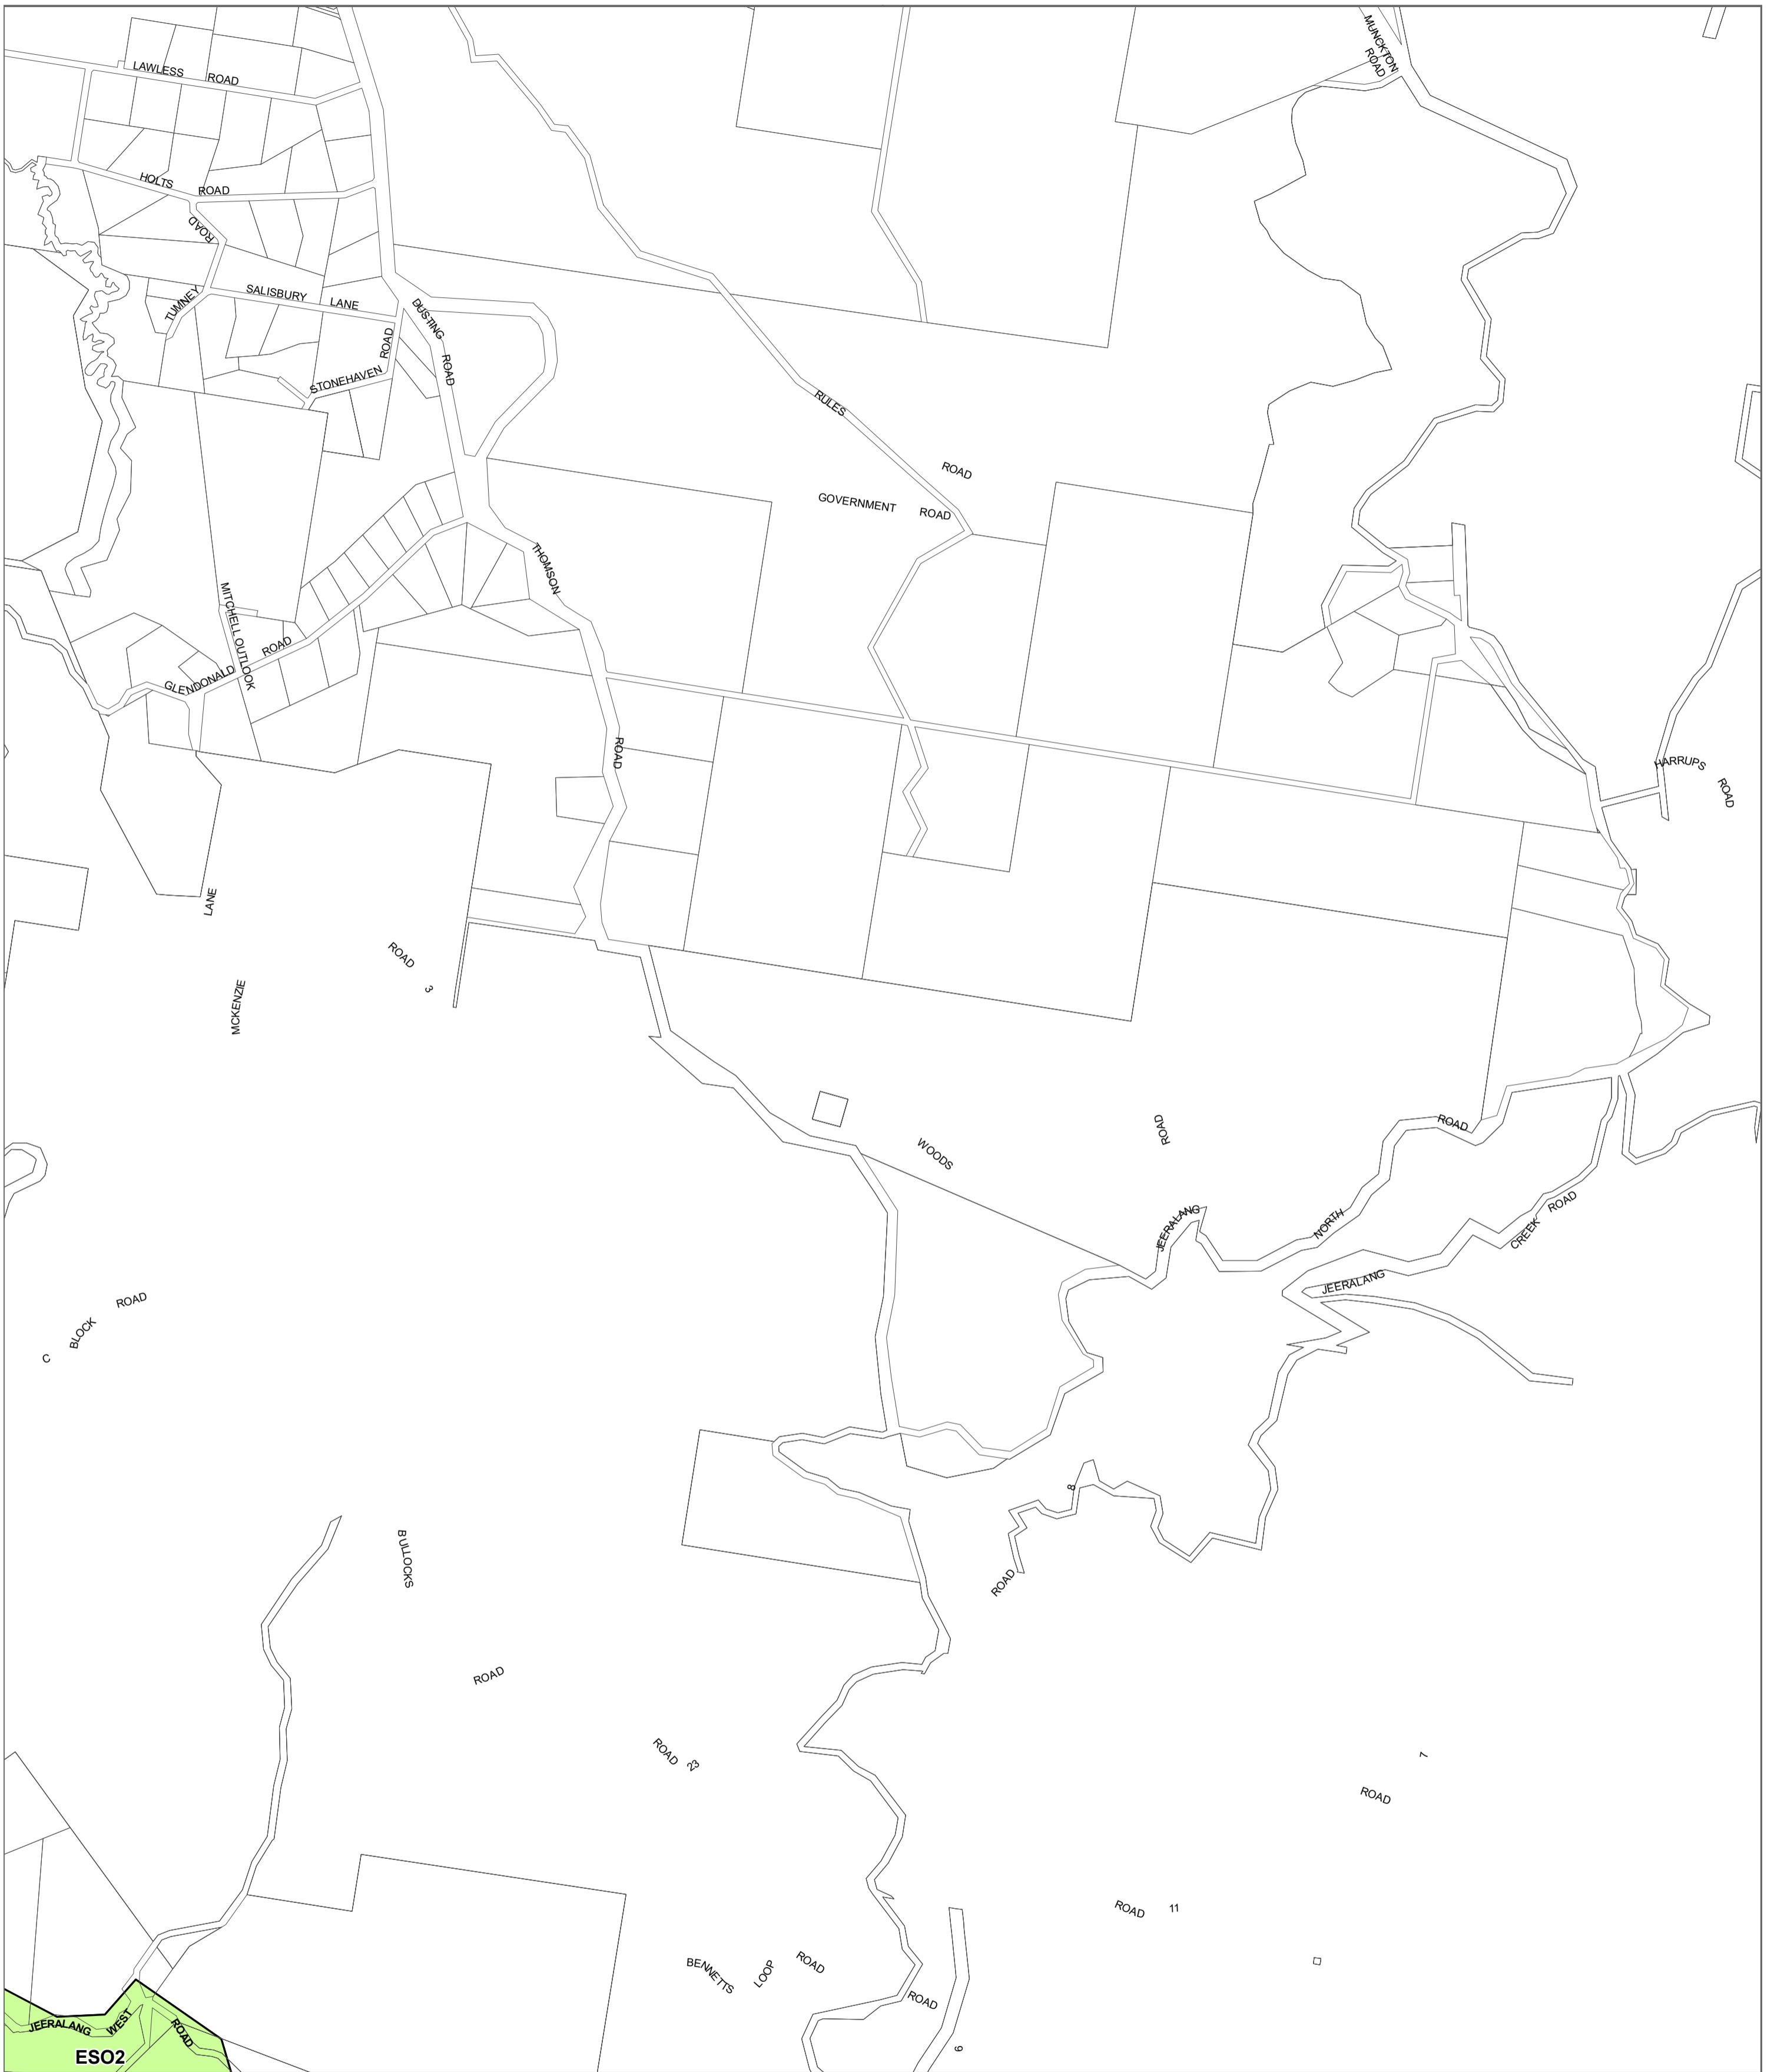 MUNCKTON
ROAD
LAWLESS ROAD
HOLTS ROAD
TUMNEY ROAD
SALISBURY LANE
STONEHAVEN ROAD
DUSTING ROAD
RULES ROAD
GOVERNMENT ROAD
THOMSON ROAD
MITCHELL OUTLOOK
GLENDONALD ROAD
HARRUPS ROAD
MCKENZIE LANE
ROAD 3
WOODS ROAD
JEERALANG NORTH ROAD
JEERALANG CREEK ROAD
C BLOCK ROAD
ROAD 8
BULLOCKS ROAD
ROAD 23
ROAD 7
ROAD 11
BENNETTS LOOP ROAD
ROAD 9
JEERALANG WEST ROAD
ESO2